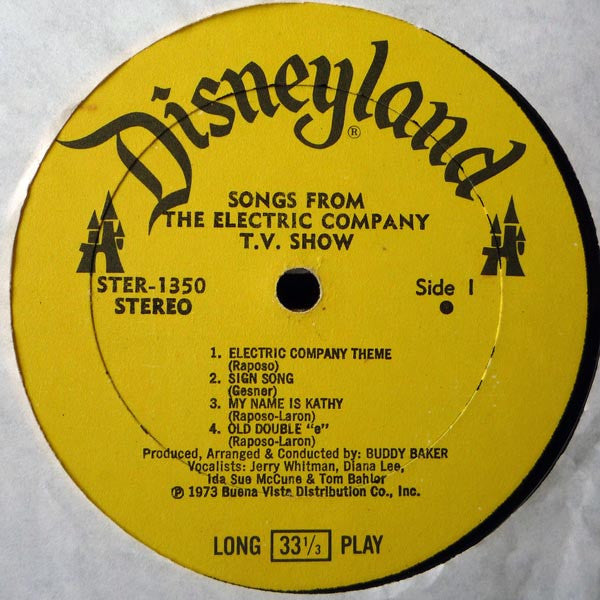 Disneyland
®
SONGS FROM
THE ELECTRIC COMPANY
T.V. SHOW
STER-1350
STEREO
Side 1
1. ELECTRIC COMPANY THEME
(Raposo)
2. SIGN SONG
(Gesner)
3. MY NAME IS KATHY
(Raposo-Laron)
4. OLD DOUBLE "e"
(Raposo-Laron)
Produced, Arranged & Conducted by: BUDDY BAKER
Vocalists: Jerry Whitman, Diana Lee,
Ida Sue McCune & Tom Bahlor
℗ 1973 Buena Vista Distribution Co., Inc.
LONG 33 1/3 PLAY